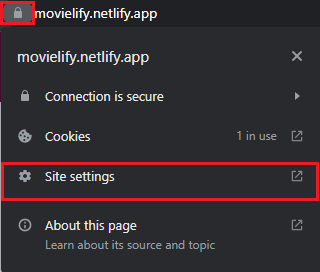 movielify.netlify.app
movielify.netlify.app
Connection is secure
Cookies 1 in use
Site settings
About this page
Learn about its source and topic